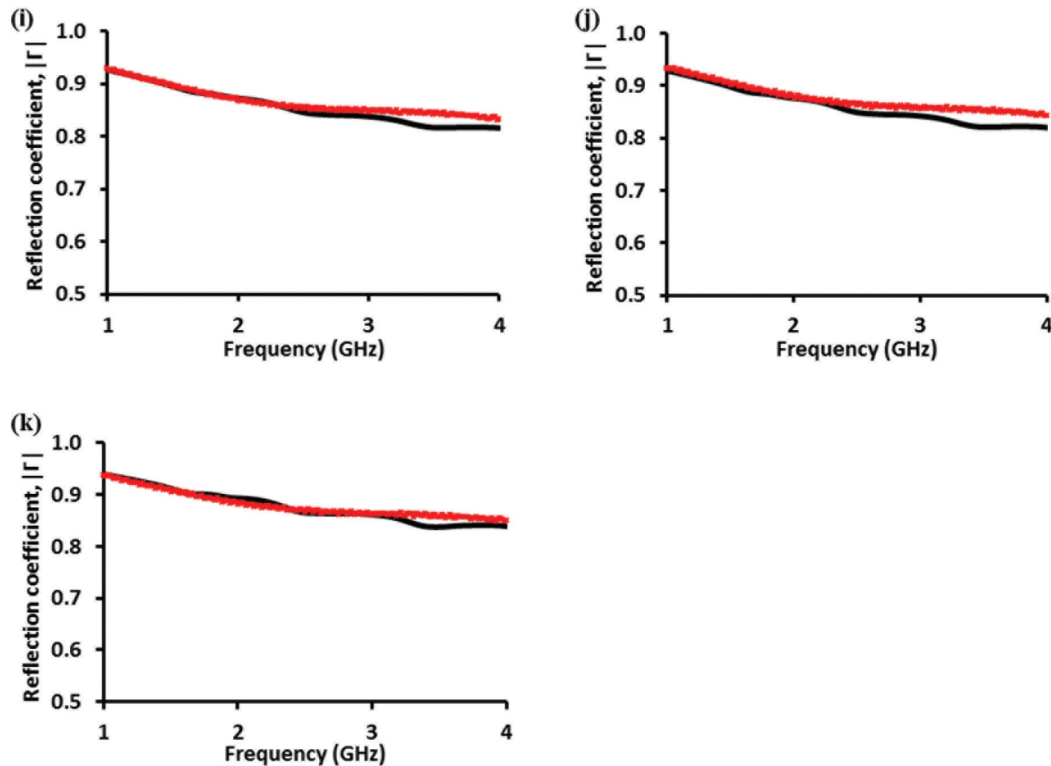 (i)
Reflection coefficient, |Γ|
1.0
0.9
0.8
0.7
0.6
0.5
1 2 3 4
Frequency (GHz)
(j)
Reflection coefficient, |Γ|
1.0
0.9
0.8
0.7
0.6
0.5
1 2 3 4
Frequency (GHz)
(k)
Reflection coefficient, |Γ|
1.0
0.9
0.8
0.7
0.6
0.5
1 2 3 4
Frequency (GHz)